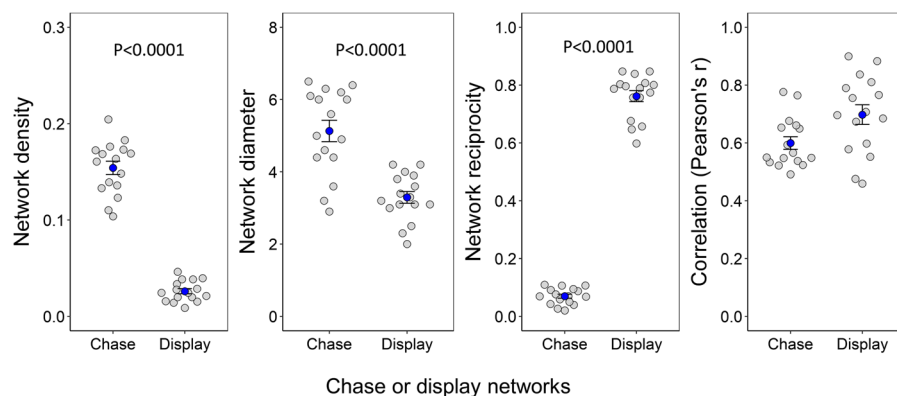 Network density
0.3
0.2
0.1
0.0
P<0.0001
Chase
Display
Network diameter
8
6
4
2
0
P<0.0001
Chase
Display
Network reciprocity
1.0
0.8
0.6
0.4
0.2
0.0
P<0.0001
Chase
Display
Correlation (Pearson's r)
1.0
0.8
0.6
0.4
0.2
0.0
Chase
Display
Chase or display networks